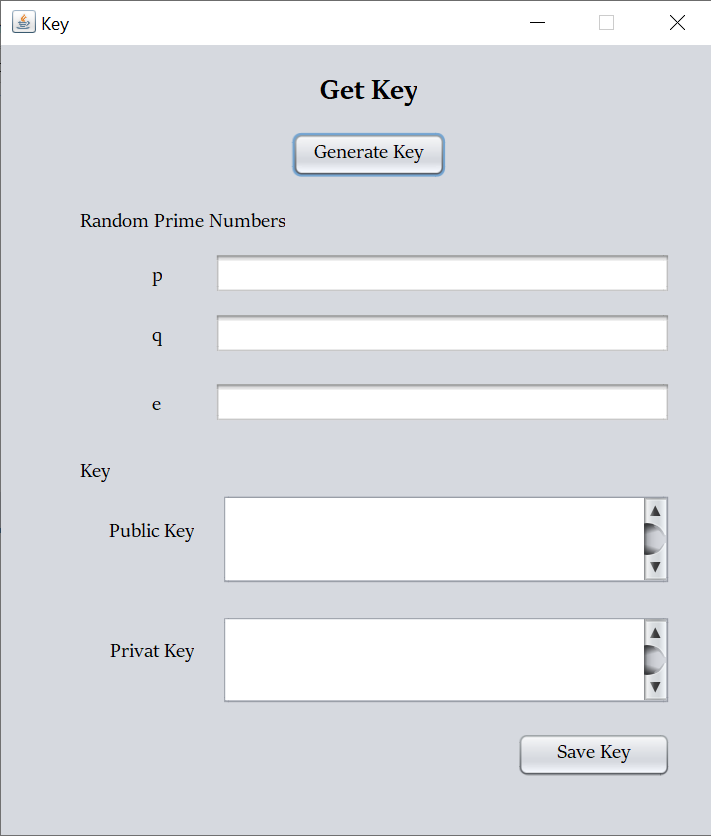 Key
Get Key
Generate Key
Random Prime Numbers
p
q
e
Key
Public Key
Privat Key
Save Key